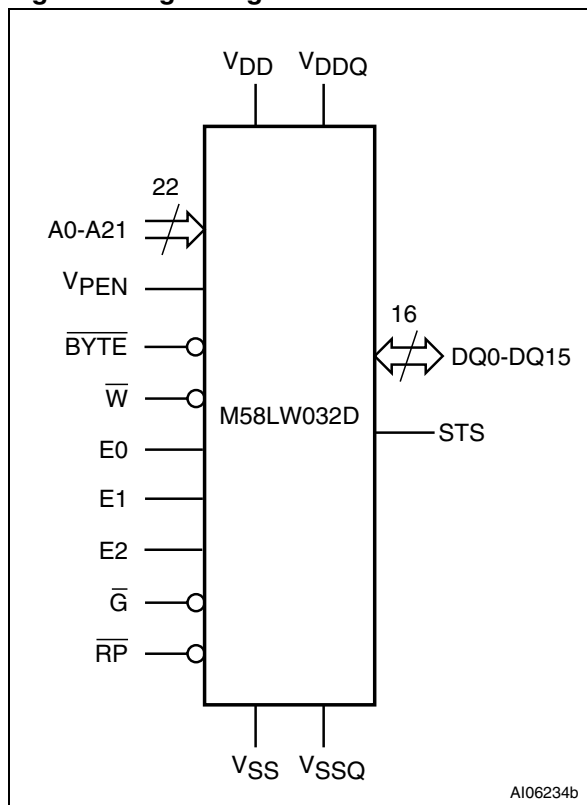 VDD VDDQ
22
A0-A21
VPEN
BYTE
16
DQ0-DQ15
W
M58LW032D
STS
E0
E1
E2
G
RP
VSS VSSQ
AI06234b